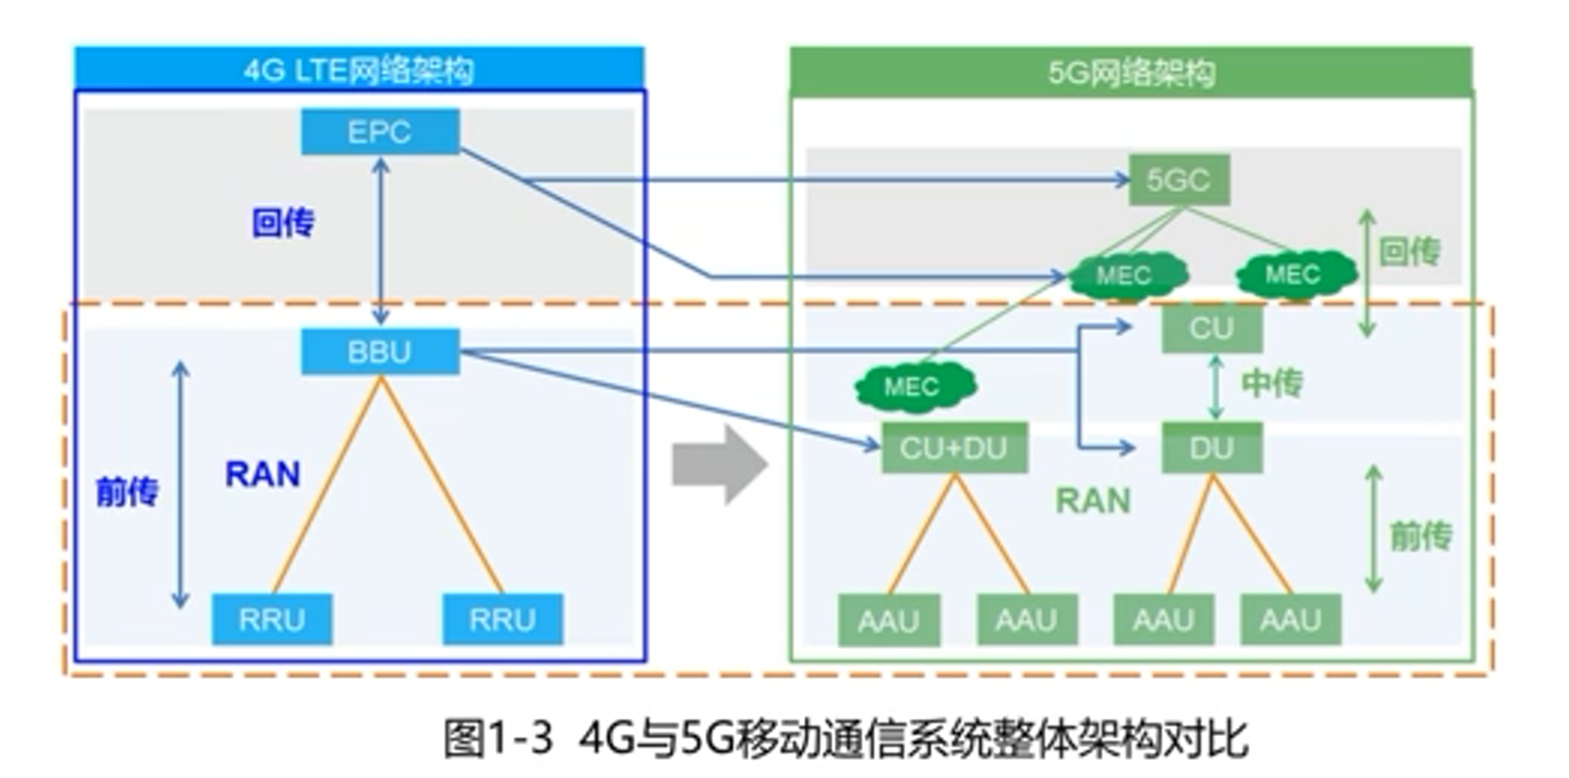 4G LTE网络架构
EPC
回传
BBU
前传
RAN
RRU
RRU
5G网络架构
5GC
MEC
MEC
回传
CU
MEC
中传
CU+DU
DU
RAN
前传
AAU
AAU
AAU
AAU
图1-3 4G与5G移动通信系统整体架构对比